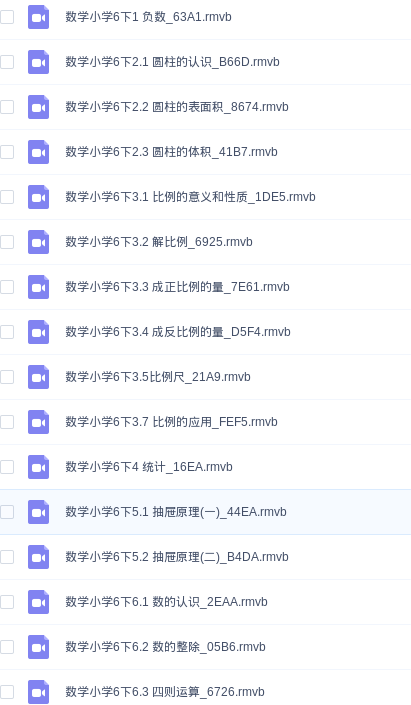 数学小学6下1 负数_63A1.rmvb
数学小学6下2.1 圆柱的认识_B66D.rmvb
数学小学6下2.2 圆柱的表面积_8674.rmvb
数学小学6下2.3 圆柱的体积_41B7.rmvb
数学小学6下3.1 比例的意义和性质_1DE5.rmvb
数学小学6下3.2 解比例_6925.rmvb
数学小学6下3.3 成正比例的量_7E61.rmvb
数学小学6下3.4 成反比例的量_D5F4.rmvb
数学小学6下3.5比例尺_21A9.rmvb
数学小学6下3.7 比例的应用_FEF5.rmvb
数学小学6下4 统计_16EA.rmvb
数学小学6下5.1 抽屉原理(一)_44EA.rmvb
数学小学6下5.2 抽屉原理(二)_B4DA.rmvb
数学小学6下6.1 数的认识_2EAA.rmvb
数学小学6下6.2 数的整除_05B6.rmvb
数学小学6下6.3 四则运算_6726.rmvb